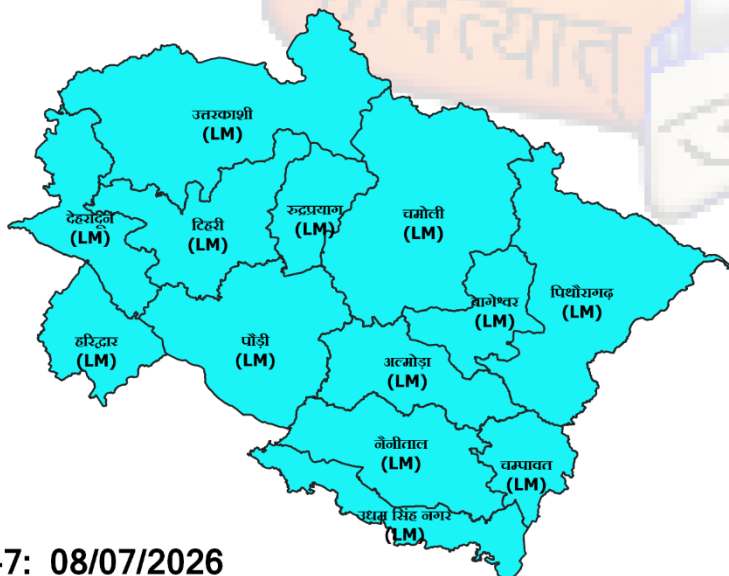 उत्तरकाशी
(LM)
देहरादून
(LM)
टिहरी
(LM)
रुद्रप्रयाग
(LM)
चमोली
(LM)
बागेश्वर
(LM)
पिथौरागढ़
(LM)
हरिद्वार
(LM)
पौड़ी
(LM)
अल्मोड़ा
(LM)
नैनीताल
(LM)
चम्पावत
(LM)
उधम सिंह नगर
(LM)
-7: 08/07/2026